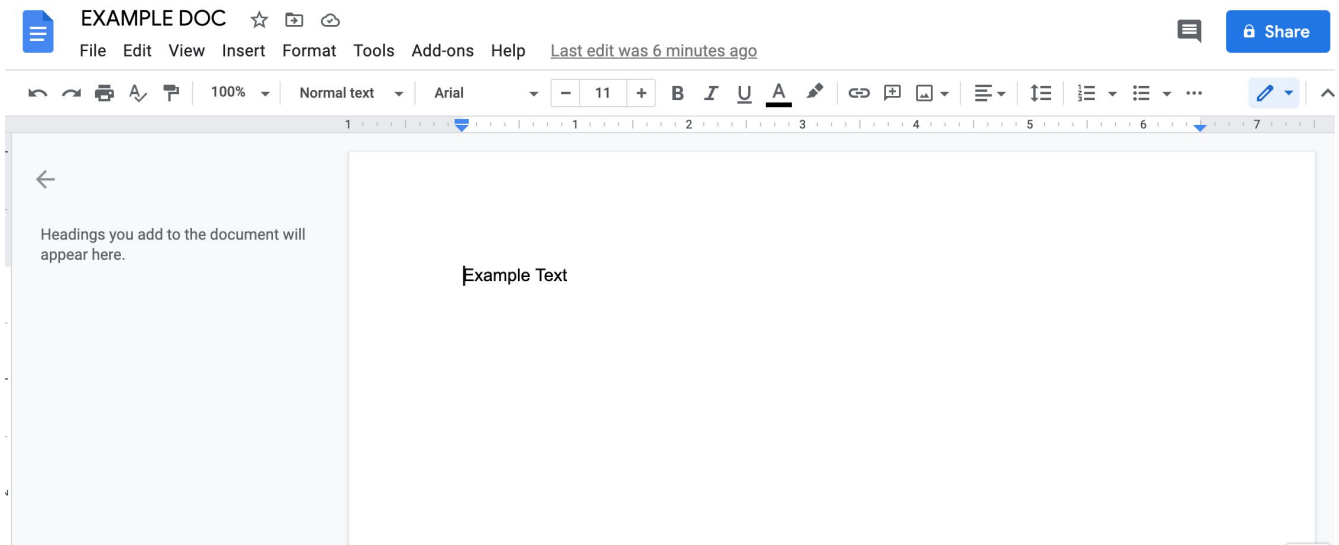 EXAMPLE DOC
Share
File Edit View Insert Format Tools Add-ons Help Last edit was 6 minutes ago
100% Normal text Arial − 11 + B I U A
1 1 2 3 4 5 6 7
Headings you add to the document will
appear here.
Example Text